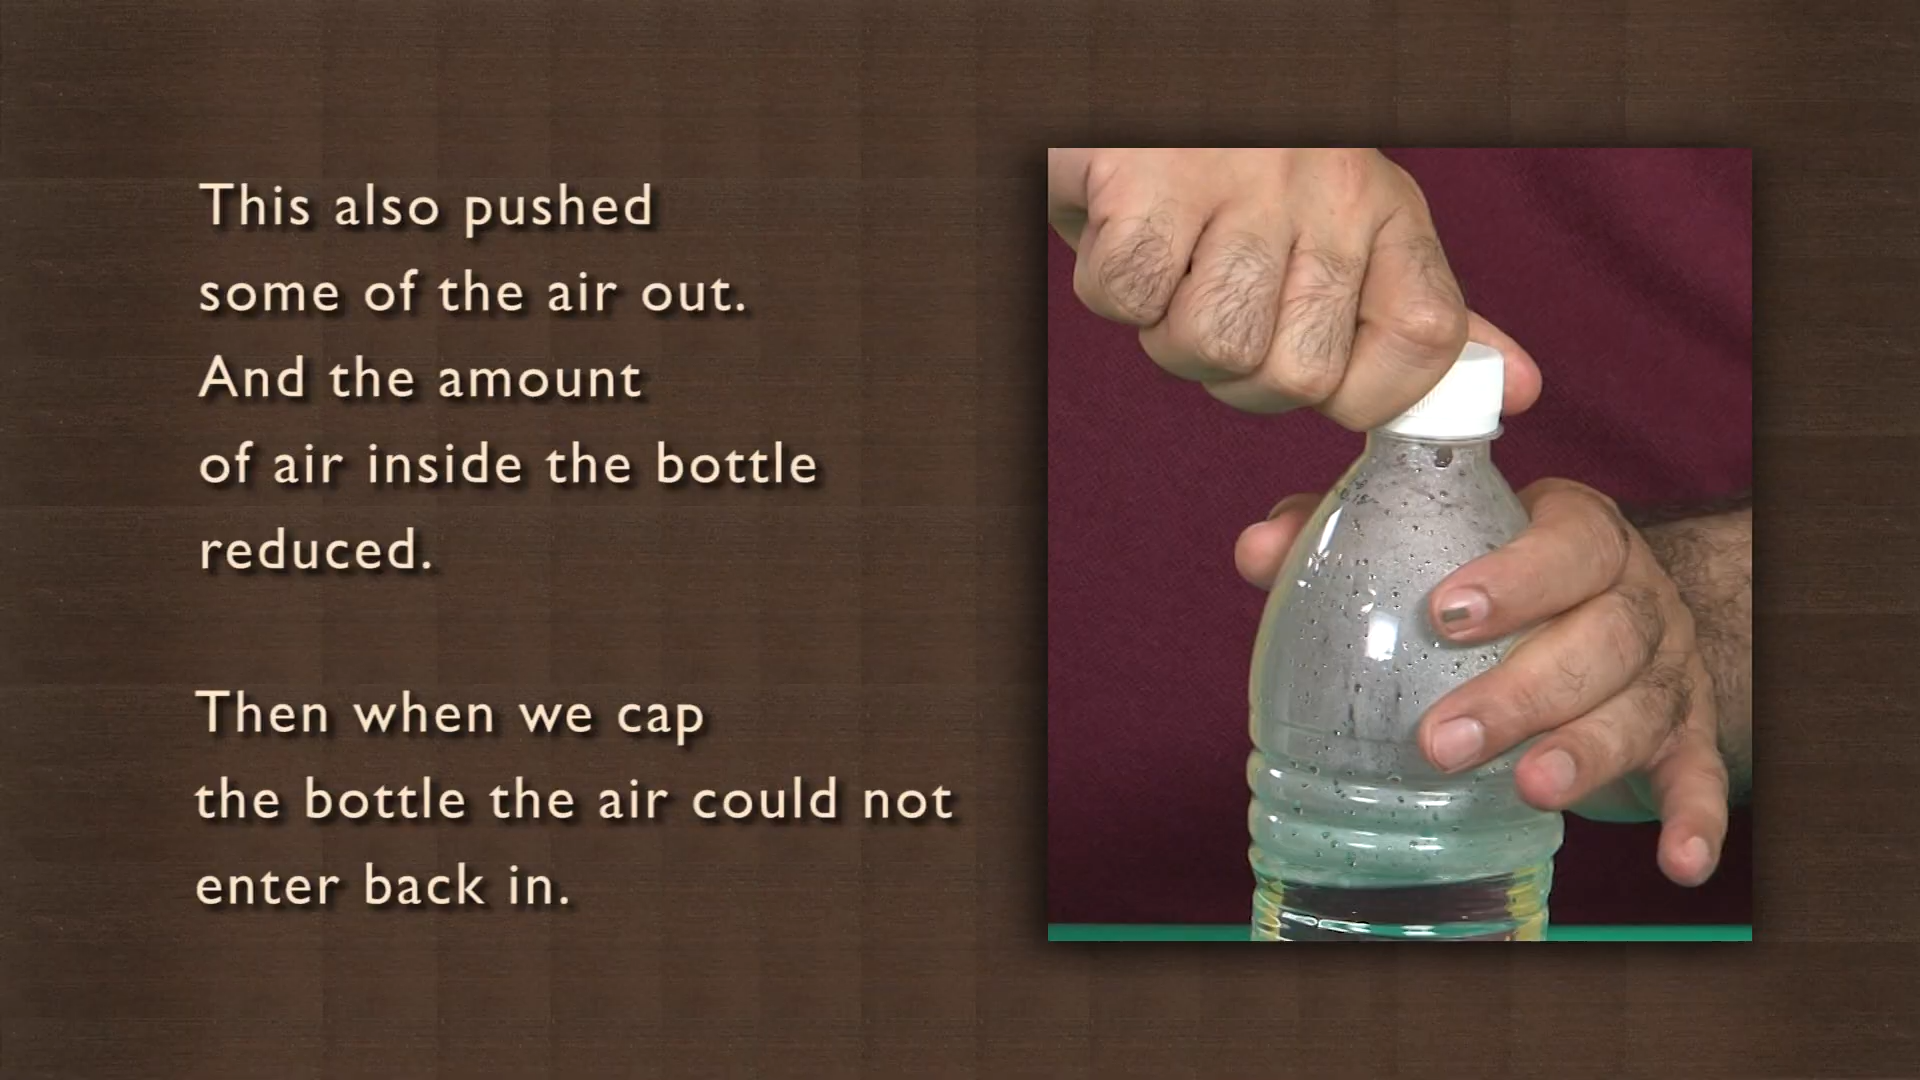 This also pushed
some of the air out.
And the amount
of air inside the bottle
reduced.
Then when we cap
the bottle the air could not
enter back in.